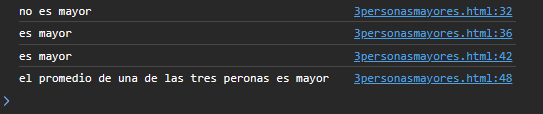 no es mayor 3personasmayores.html:32
es mayor 3personasmayores.html:36
es mayor 3personasmayores.html:42
el promedio de una de las tres peronas es mayor 3personasmayores.html:48
>